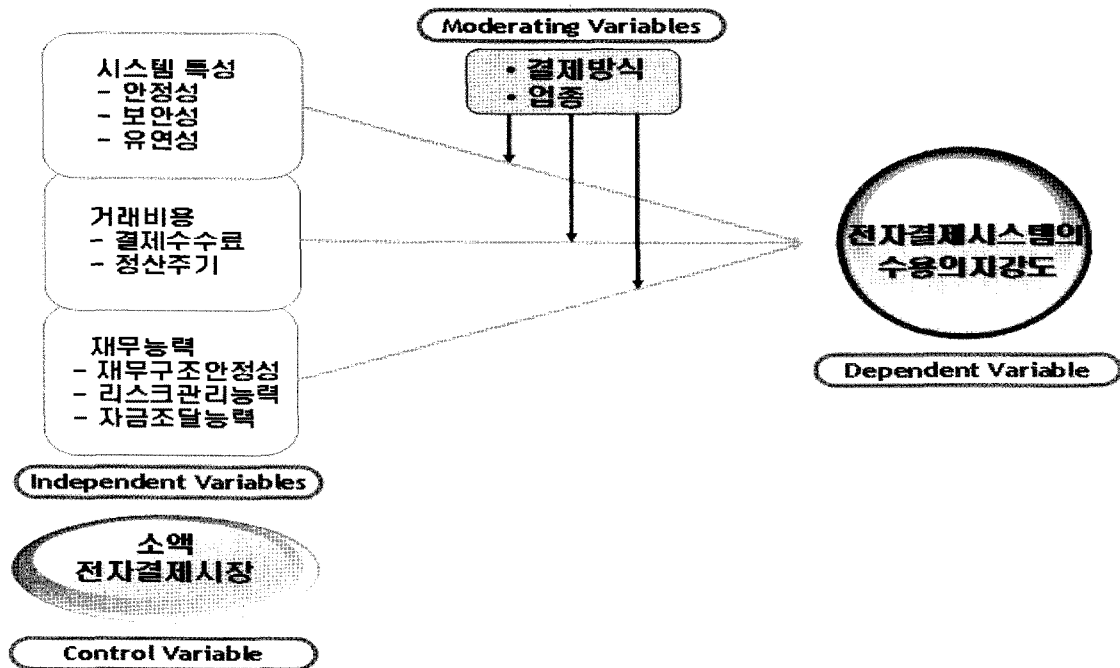 Moderating Variables
• 결제방식
• 업종
시스템 특성
- 안정성
- 보안성
- 유연성
거래비용
- 결제수수료
- 정산주기
재무능력
- 재무구조안정성
- 리스크관리능력
- 자금조달능력
Independent Variables
전자결제시스템의
수용의지강도
Dependent Variable
소액
전자결제시장
Control Variable